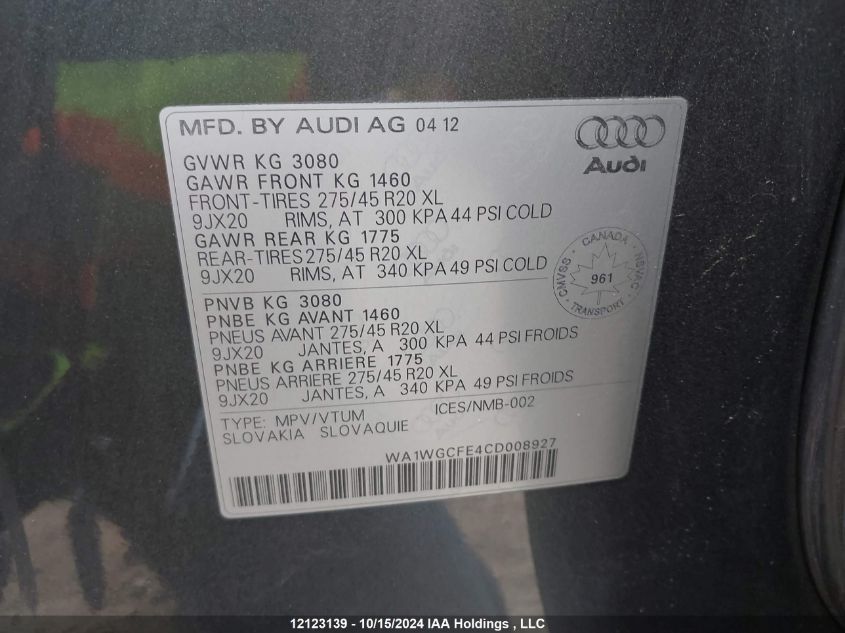 MFD. BY AUDI AG 04 12
Audi
GVWR KG 3080
GAWR FRONT KG 1460
FRONT-TIRES 275/45 R20 XL
9JX20 RIMS, AT 300 KPA 44 PSI COLD
GAWR REAR KG 1775
REAR-TIRES 275/45 R20 XL
9JX20 RIMS, AT 340 KPA 49 PSI COLD
CANADA
CMVSS 961 NSVAC
TRANSPORT
PNVB KG 3080
PNBE KG AVANT 1460
PNEUS AVANT 275/45 R20 XL
9JX20 JANTES, A 300 KPA 44 PSI FROIDS
PNBE KG ARRIERE 1775
PNEUS ARRIERE 275/45 R20 XL
9JX20 JANTES, A 340 KPA 49 PSI FROIDS
TYPE: MPV/VTUM ICES/NMB-002
SLOVAKIA SLOVAQUIE
WA1WGCFE4CD008927
12123139 - 10/15/2024 IAA Holdings , LLC